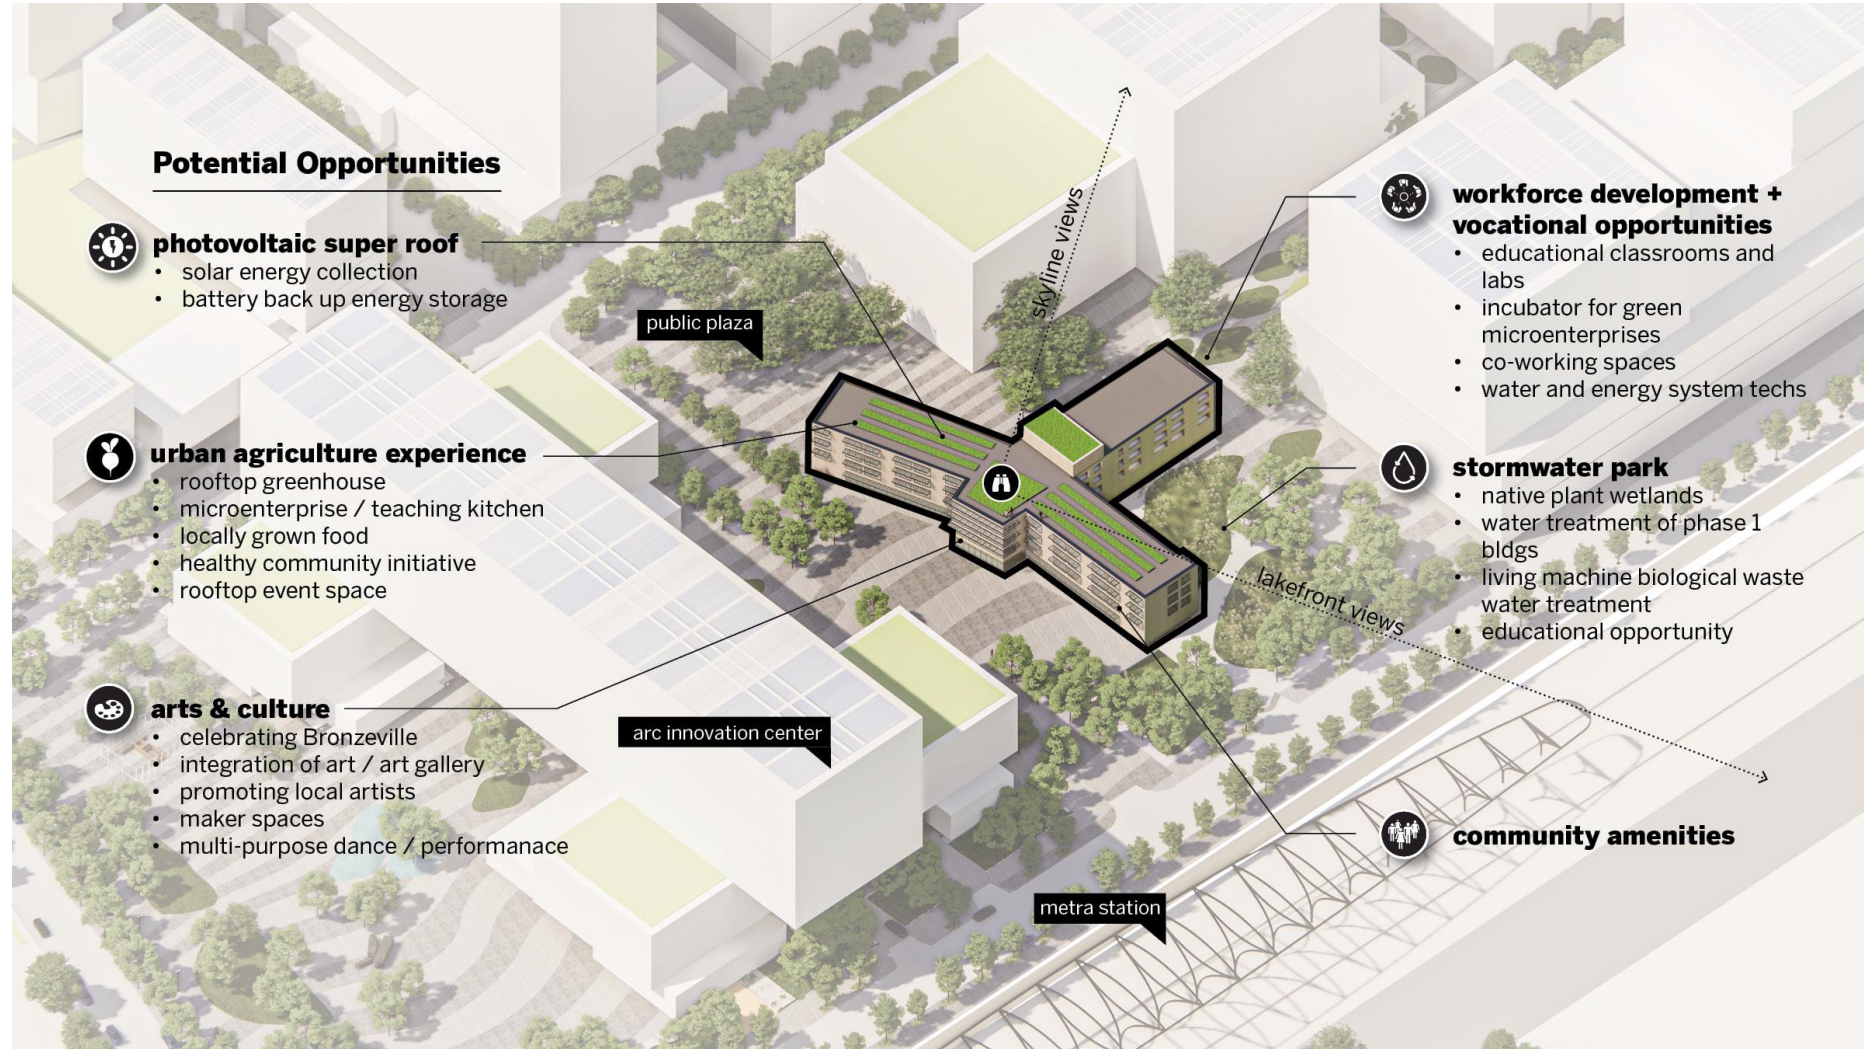 Potential Opportunities
photovoltaic super roof
• solar energy collection
• battery back up energy storage
urban agriculture experience
• rooftop greenhouse
• microenterprise / teaching kitchen
• locally grown food
• healthy community initiative
• rooftop event space
arts & culture
• celebrating Bronzeville
• integration of art / art gallery
• promoting local artists
• maker spaces
• multi-purpose dance / performanace
public plaza
skyline views
lakefront views
arc innovation center
metra station
workforce development +
vocational opportunities
• educational classrooms and
labs
• incubator for green
microenterprises
• co-working spaces
• water and energy system techs
stormwater park
• native plant wetlands
• water treatment of phase 1
bldgs
• living machine biological waste
water treatment
• educational opportunity
community amenities